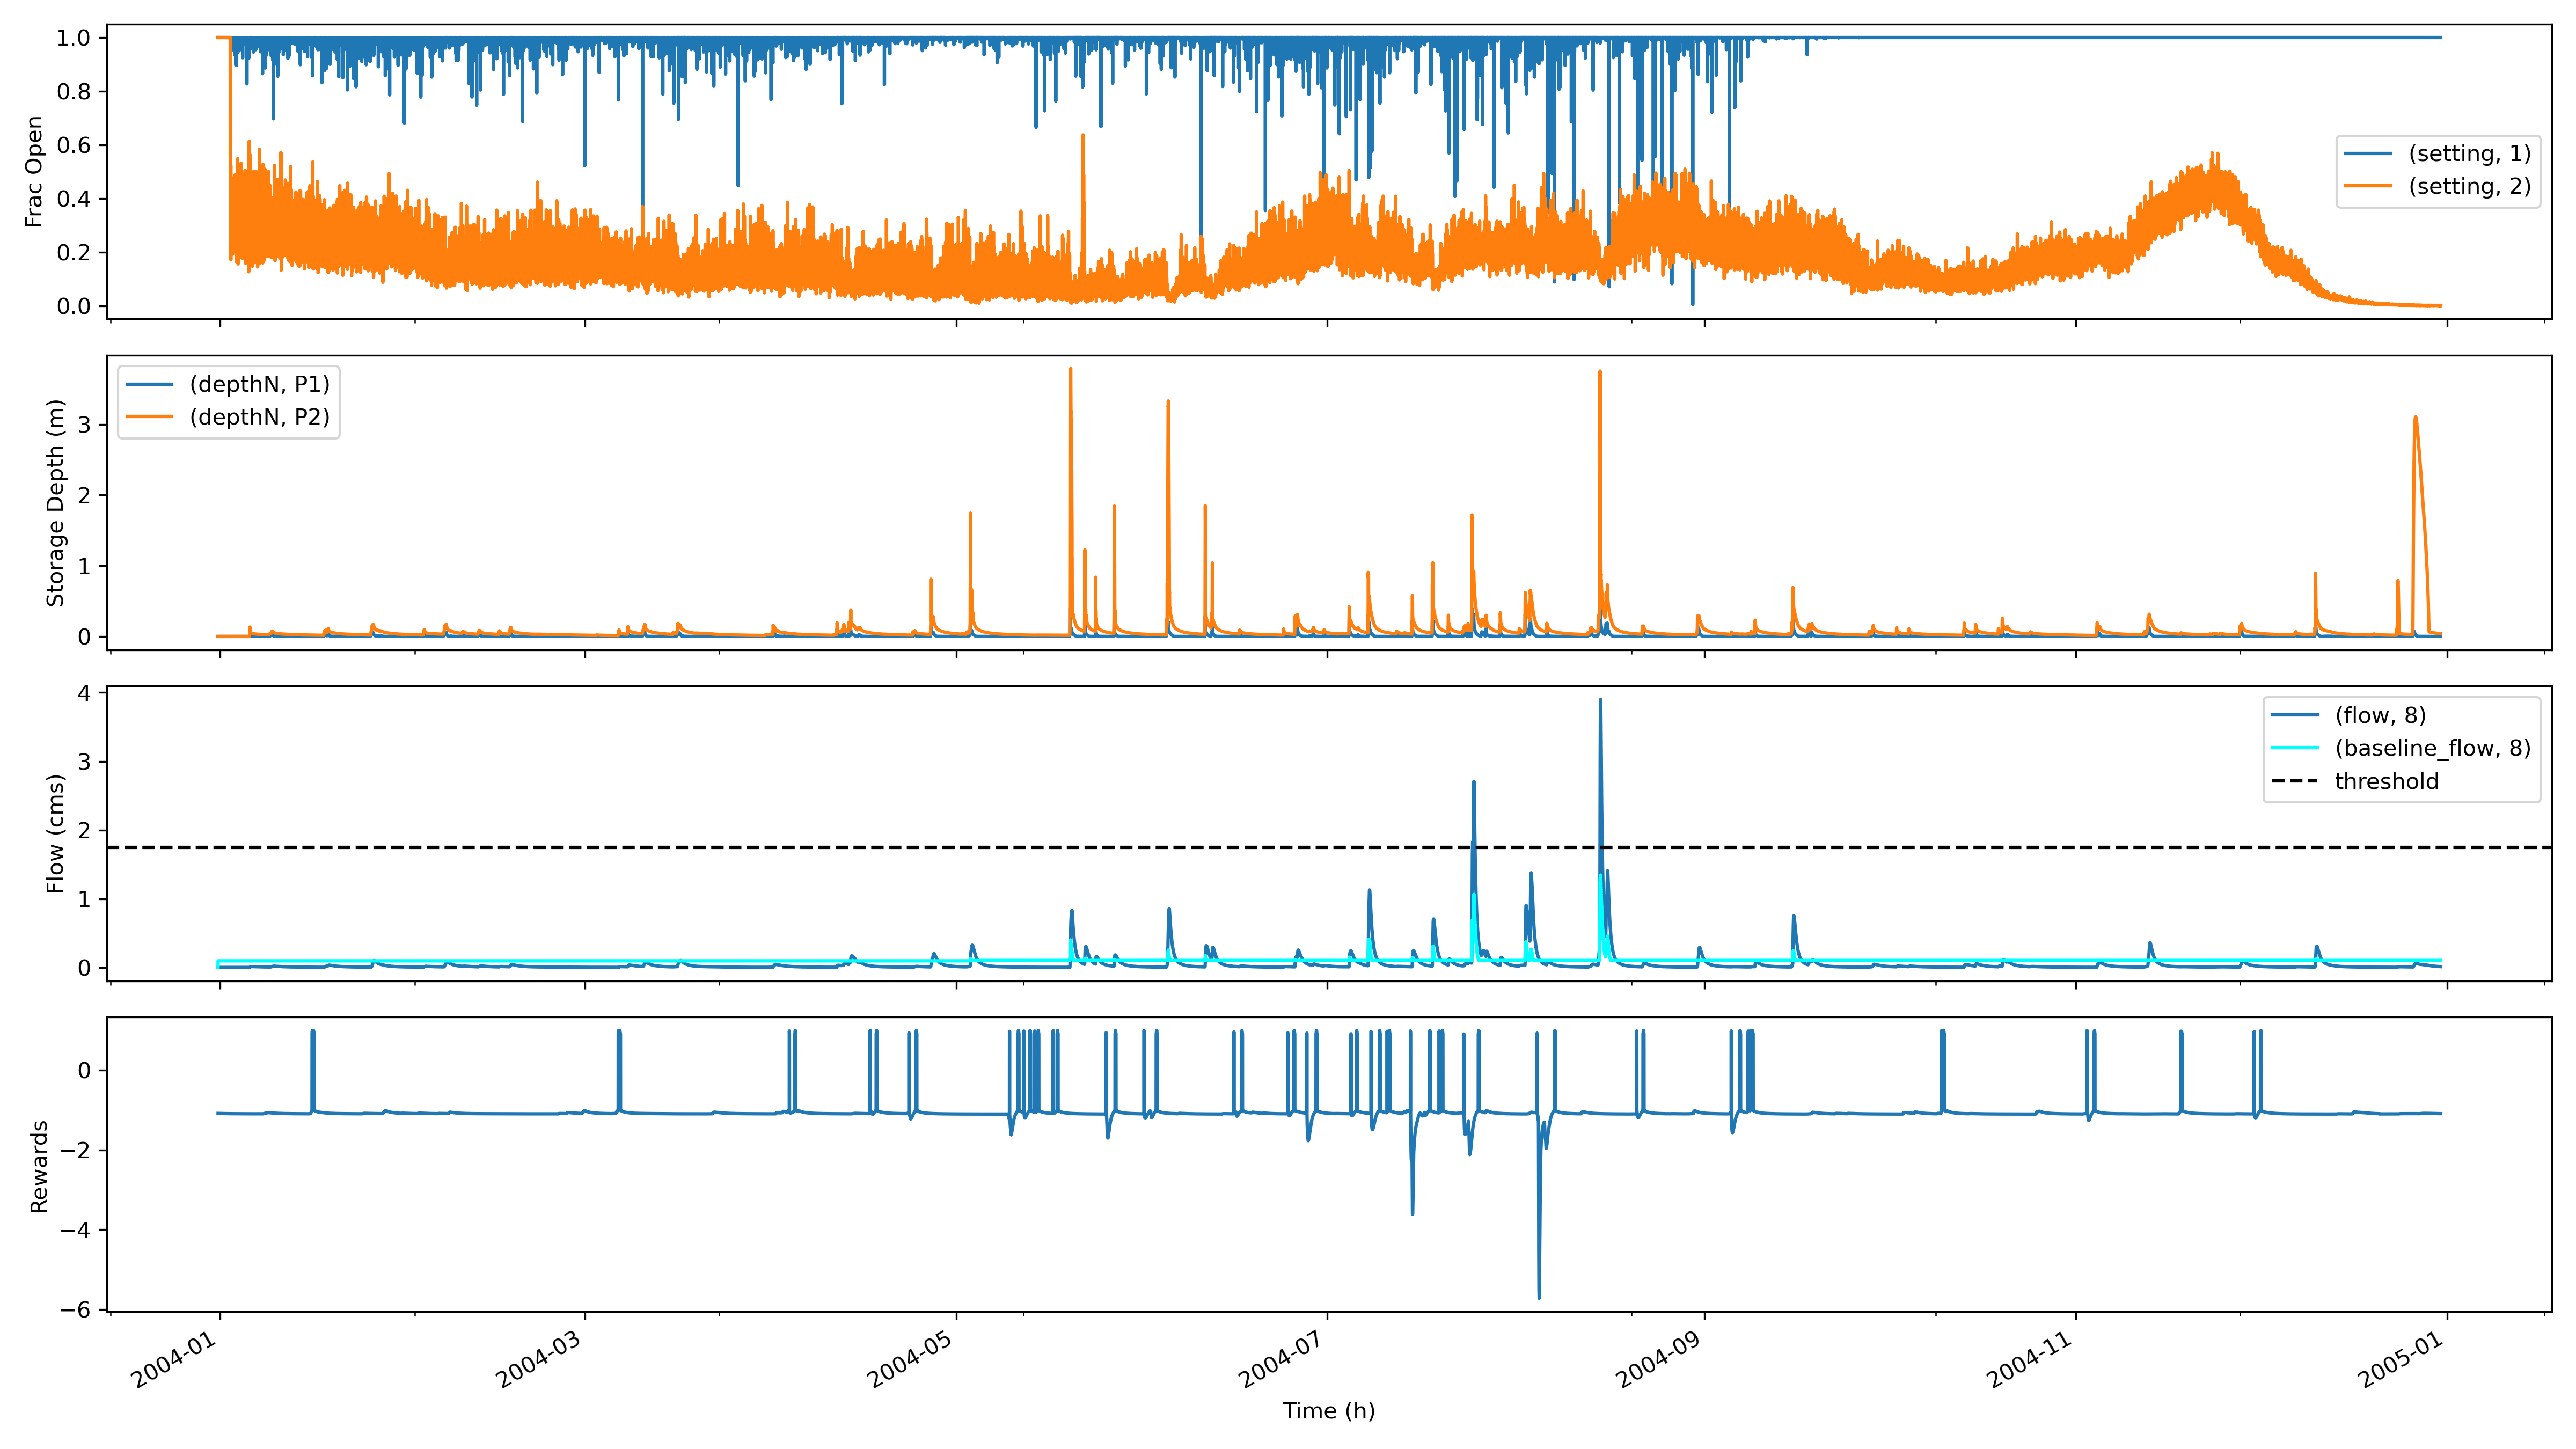 1.0
0.8
0.6
0.4
0.2
0.0
Frac Open
(setting, 1)
(setting, 2)
3
2
1
0
Storage Depth (m)
(depthN, P1)
(depthN, P2)
4
3
2
1
0
Flow (cms)
(flow, 8)
(baseline_flow, 8)
threshold
0
−2
−4
−6
Rewards
2004-01
2004-03
2004-05
2004-07
2004-09
2004-11
2005-01
Time (h)